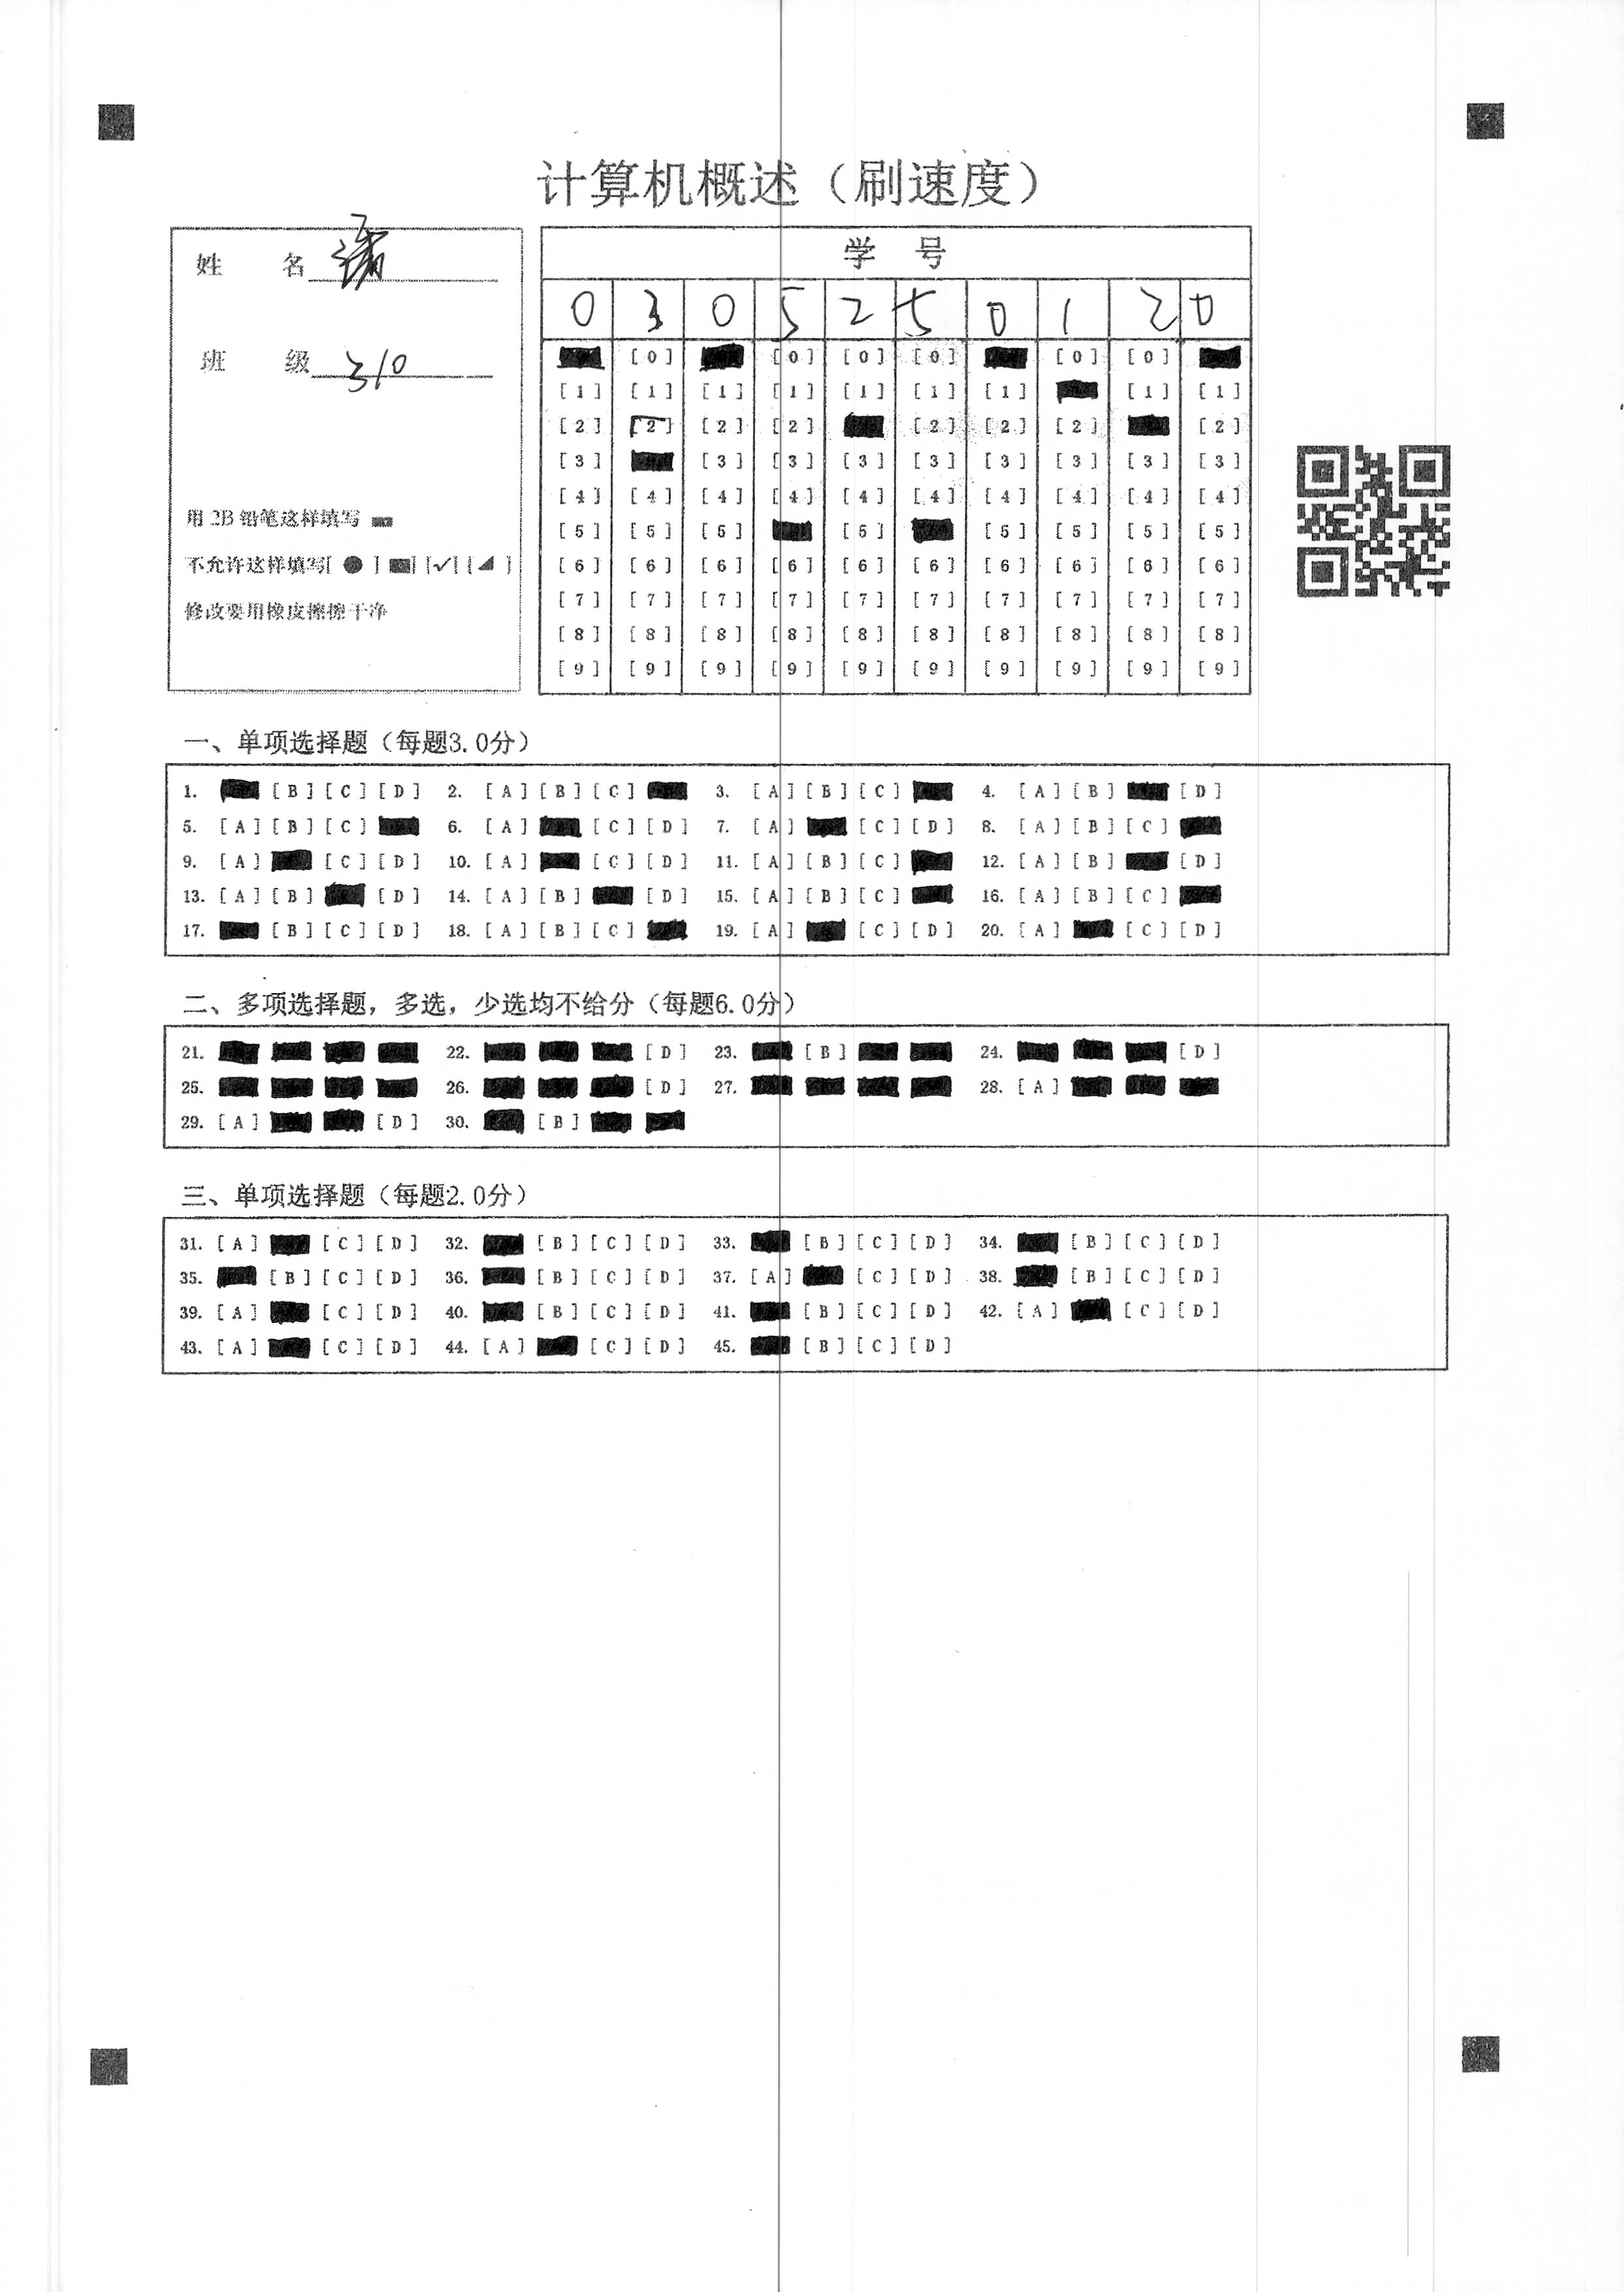 计算机概述（刷速度）
姓 名
班 级 310
用 2B 铅笔这样填写
不允许这样填写[ ● ] [✓]
修改要用橡皮擦擦干净
学 号
0 3 0 5 2 5 0 1 2 0
[0] [0] [0] [0] [0] [0]
[1] [1] [1] [1] [1] [1] [1] [1] [1]
[2] [2] [2] [2] [2] [2] [2] [2]
[3] [3] [3] [3] [3] [3] [3] [3] [3]
[4] [4] [4] [4] [4] [4] [4] [4] [4] [4]
[5] [5] [5] [5] [5] [5] [5] [5]
[6] [6] [6] [6] [6] [6] [6] [6] [6] [6]
[7] [7] [7] [7] [7] [7] [7] [7] [7] [7]
[8] [8] [8] [8] [8] [8] [8] [8] [8] [8]
[9] [9] [9] [9] [9] [9] [9] [9] [9] [9]
一、单项选择题（每题3.0分）
1. [B] [C] [D] 2. [A] [B] [C] 3. [A] [B] [C] 4. [A] [B] [D]
5. [A] [B] [C] 6. [A] [C] [D] 7. [A] [C] [D] 8. [A] [B] [C]
9. [A] [C] [D] 10. [A] [C] [D] 11. [A] [B] [C] 12. [A] [B] [D]
13. [A] [B] [D] 14. [A] [B] [D] 15. [A] [B] [C] 16. [A] [B] [C]
17. [B] [C] [D] 18. [A] [B] [C] 19. [A] [C] [D] 20. [A] [C] [D]
二、多项选择题，多选，少选均不给分（每题6.0分）
21. 22. [D] 23. [B] 24. [D]
25. 26. [D] 27. 28. [A]
29. [A] [D] 30. [B]
三、单项选择题（每题2.0分）
31. [A] [C] [D] 32. [B] [C] [D] 33. [B] [C] [D] 34. [B] [C] [D]
35. [B] [C] [D] 36. [B] [C] [D] 37. [A] [C] [D] 38. [B] [C] [D]
39. [A] [C] [D] 40. [B] [C] [D] 41. [B] [C] [D] 42. [A] [C] [D]
43. [A] [C] [D] 44. [A] [C] [D] 45. [B] [C] [D]